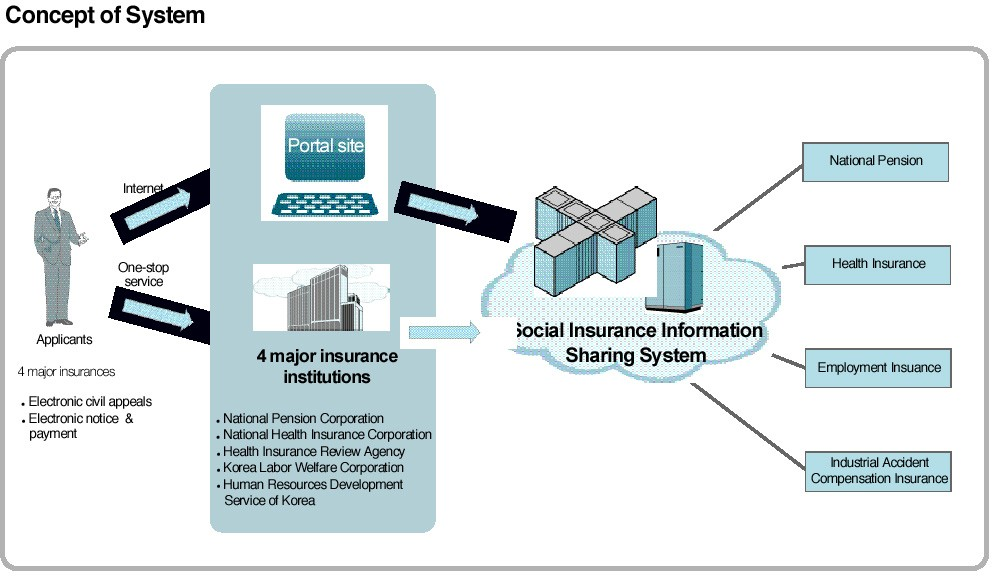 Concept of System
Internet
One-stop
service
Applicants
4 major insurances
• Electronic civil appeals
• Electronic notice &
payment
Portal site
4 major insurance
institutions
• National Pension Corporation
• National Health Insurance Corporation
• Health Insurance Review Agency
• Korea Labor Welfare Corporation
• Human Resources Development
Service of Korea
Social Insurance Information
Sharing System
National Pension
Health Insurance
Employment Insuance
Industrial Accident
Compensation Insurance